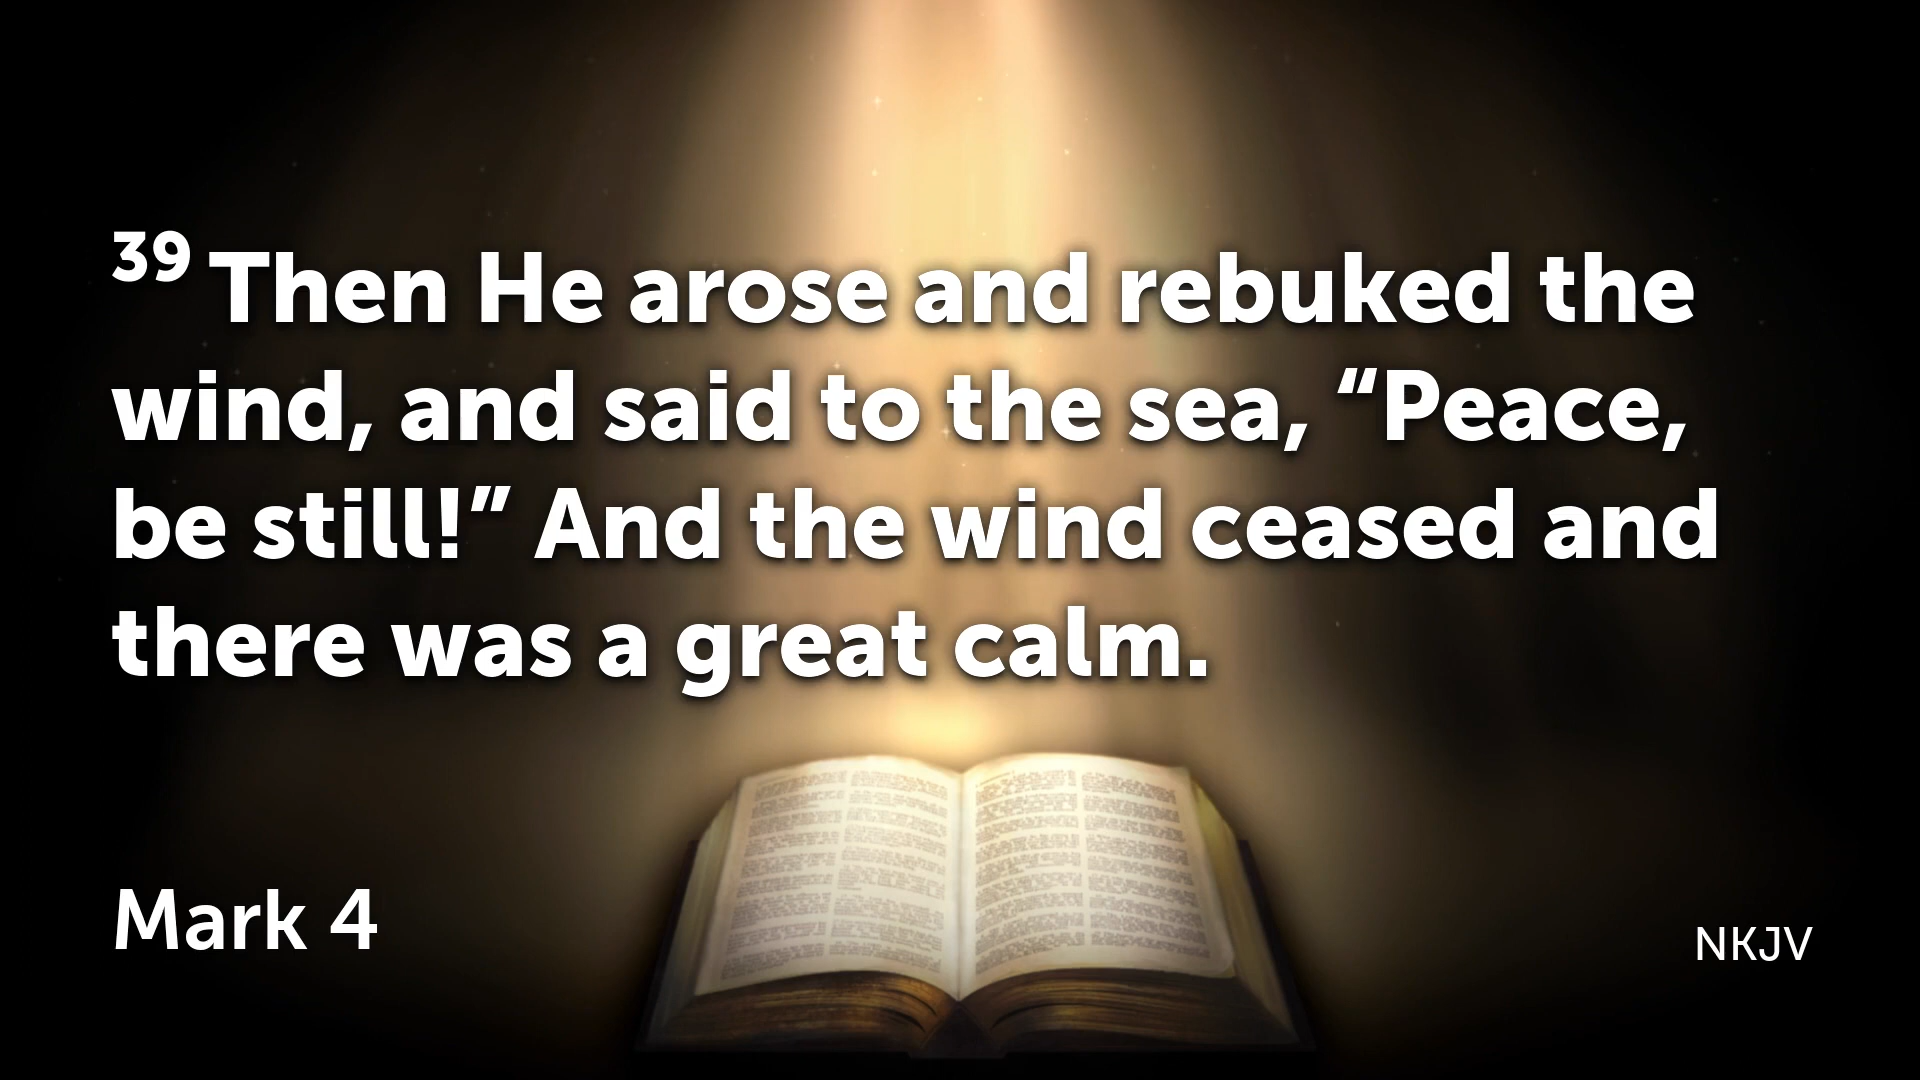 39 Then He arose and rebuked the
wind, and said to the sea, “Peace,
be still!” And the wind ceased and
there was a great calm.
Mark 4
NKJV